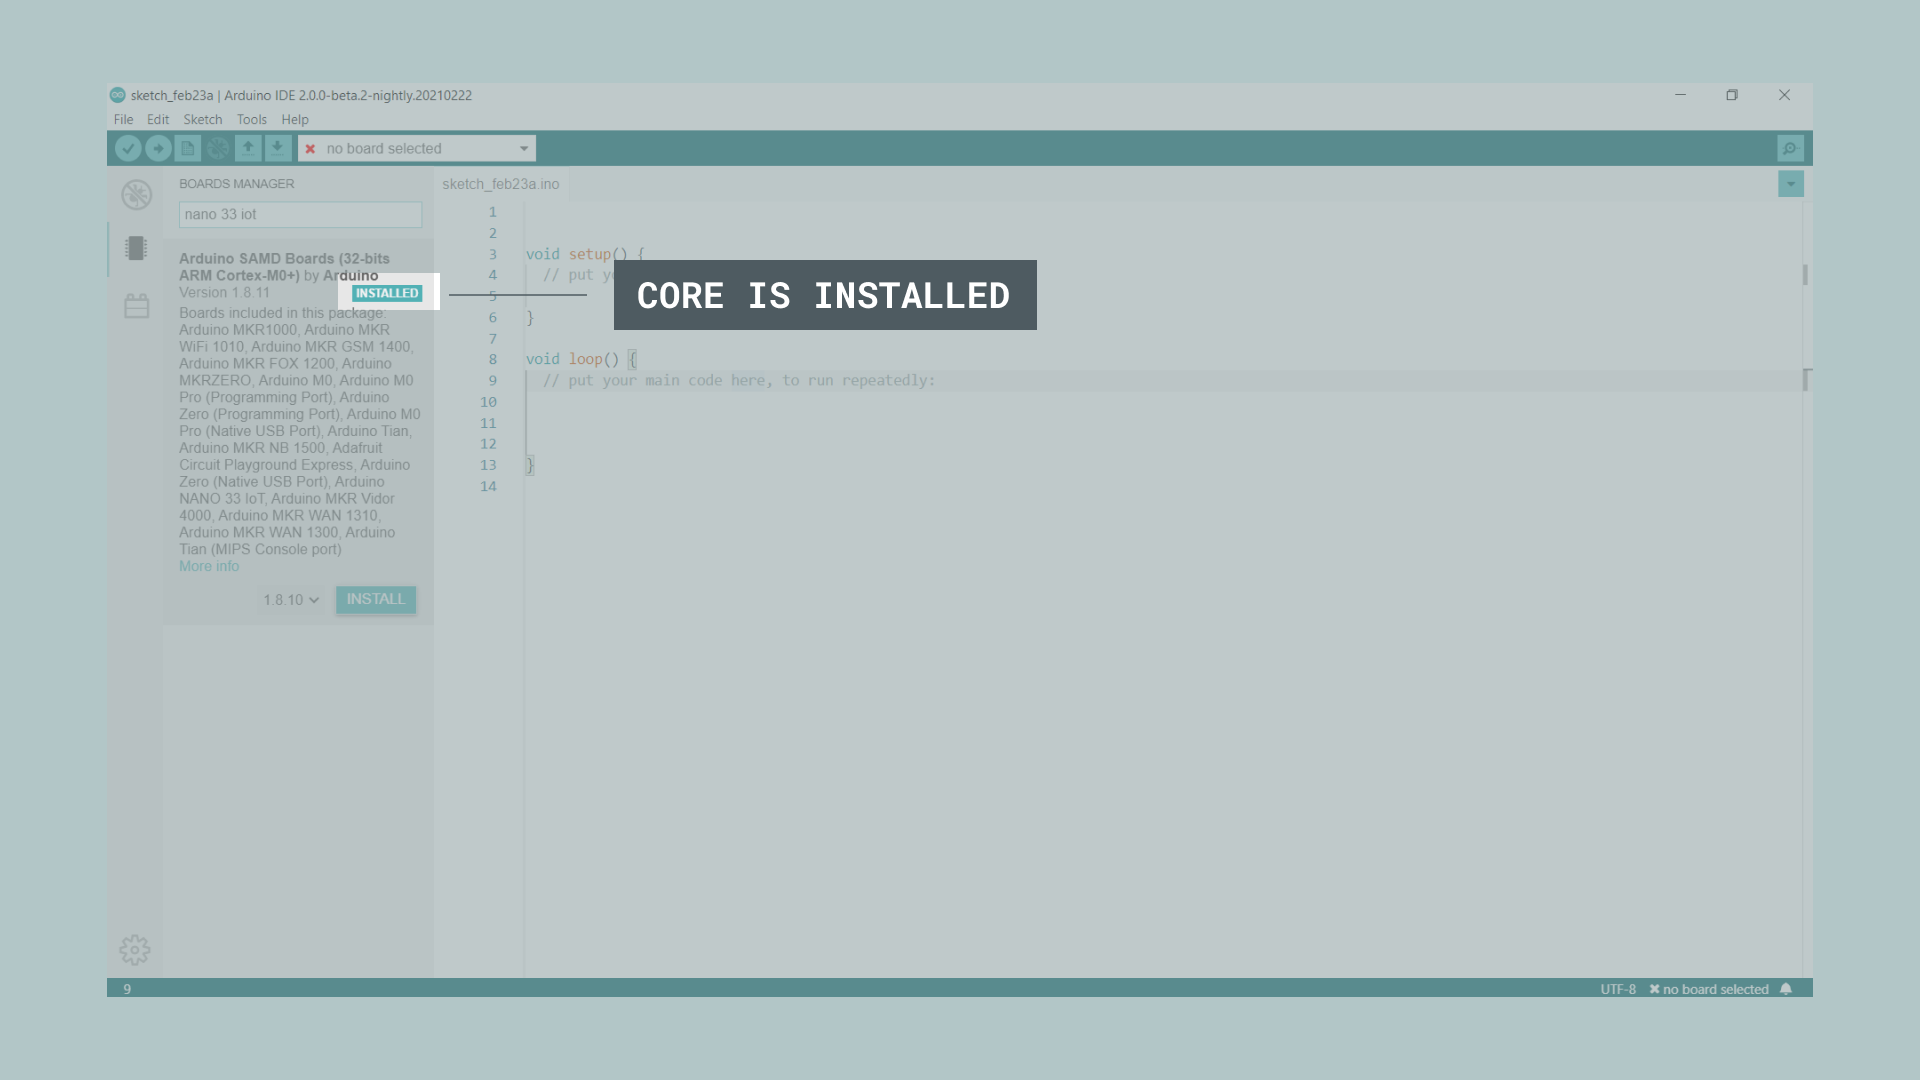 sketch_feb23a | Arduino IDE 2.0.0-beta.2-nightly.20210222
File Edit Sketch Tools Help
no board selected
BOARDS MANAGER
nano 33 iot
Arduino SAMD Boards (32-bits
ARM Cortex-M0+) by Arduino
Version 1.8.11
INSTALLED
Boards included in this package:
Arduino MKR1000, Arduino MKR
WiFi 1010, Arduino MKR GSM 1400,
Arduino MKR FOX 1200, Arduino
MKRZERO, Arduino M0, Arduino M0
Pro (Programming Port), Arduino
Zero (Programming Port), Arduino M0
Pro (Native USB Port), Arduino Tian,
Arduino MKR NB 1500, Adafruit
Circuit Playground Express, Arduino
Zero (Native USB Port), Arduino
NANO 33 IoT, Arduino MKR Vidor
4000, Arduino MKR WAN 1310,
Arduino MKR WAN 1300, Arduino
Tian (MIPS Console port)
More info
1.8.10 INSTALL
CORE IS INSTALLED
sketch_feb23a.ino
1
2
3 void setup() {
4 // put
5
6 }
7
8 void loop() {
9 // put your main code here, to run repeatedly:
10
11
12
13 }
14
9
UTF-8 no board selected